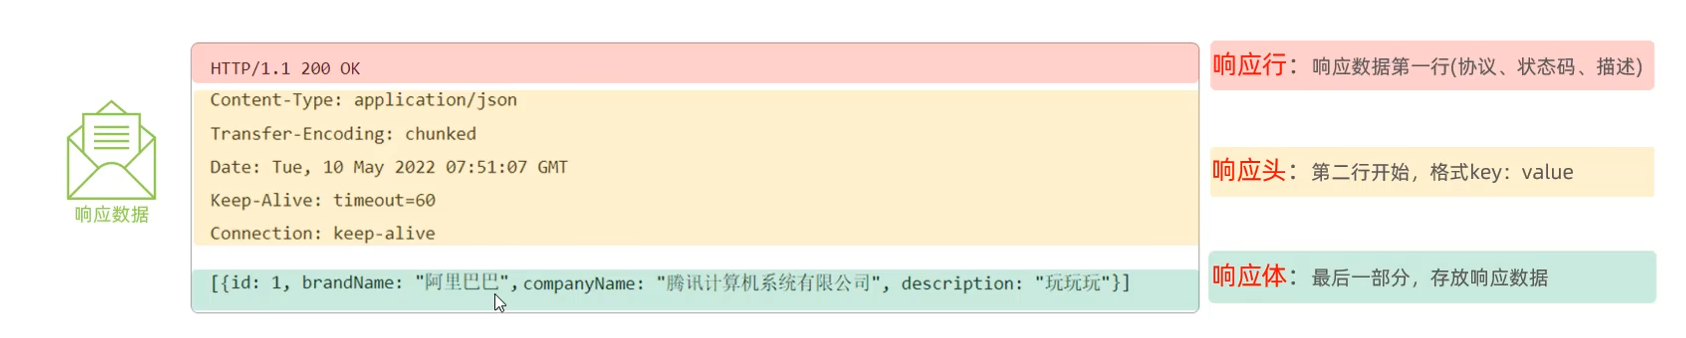 HTTP/1.1 200 OK
响应行：响应数据第一行(协议、状态码、描述)
Content-Type: application/json
Transfer-Encoding: chunked
Date: Tue, 10 May 2022 07:51:07 GMT
响应头：第二行开始，格式key：value
Keep-Alive: timeout=60
响应数据
Connection: keep-alive
[{id: 1, brandName: "阿里巴巴",companyName: "腾讯计算机系统有限公司", description: "玩玩玩"}]
响应体：最后一部分，存放响应数据